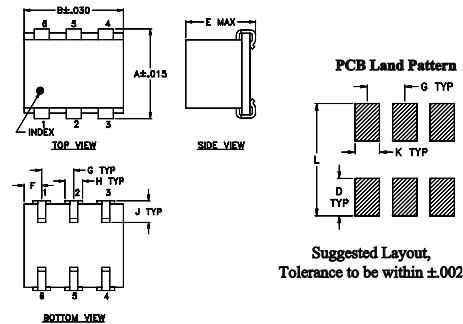 B±.030
E MAX
6 5 4
A±.015
PCB Land Pattern
G TYP
INDEX
1 2 3
TOP VIEW
SIDE VIEW
L
K TYP
G TYP
H TYP
F
1 2 3
J TYP
D
TYP
6 5 4
BOTTOM VIEW
Suggested Layout,
Tolerance to be within ±.002